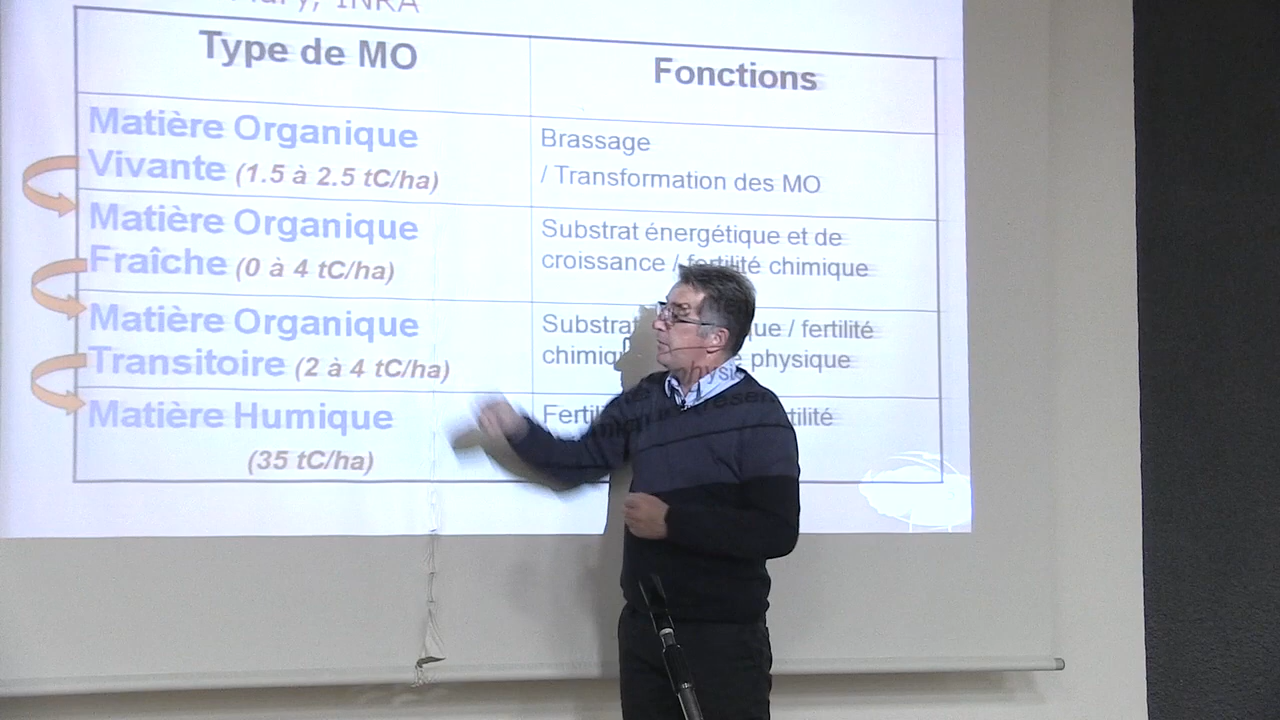 INRA
Type de MO
Fonctions
Matière Organique
Vivante (1.5 à 2.5 tC/ha)
Brassage
/ Transformation des MO
Matière Organique
Fraîche (0 à 4 tC/ha)
Substrat énergétique et de
croissance / fertilité chimique
Matière Organique
Transitoire (2 à 4 tC/ha)
Substrat / fertilité
physique
Matière Humique
(35 tC/ha)